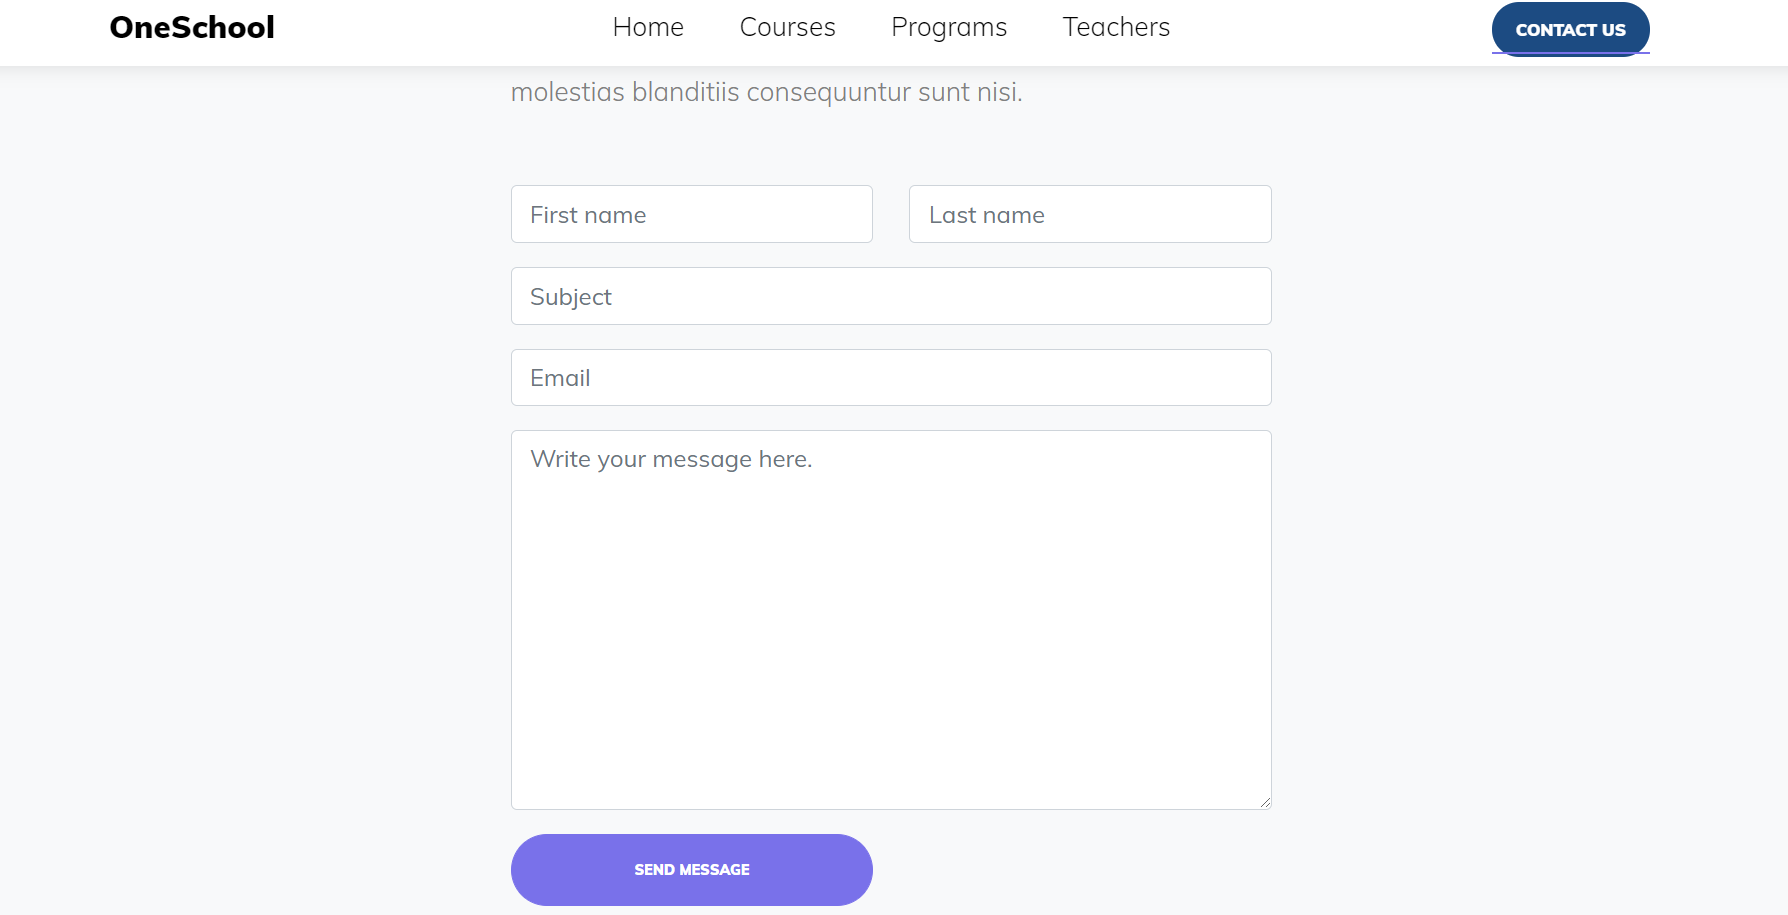 OneSchool
Home Courses Programs Teachers
CONTACT US
molestias blanditiis consequuntur sunt nisi.
First name
Last name
Subject
Email
Write your message here.
SEND MESSAGE